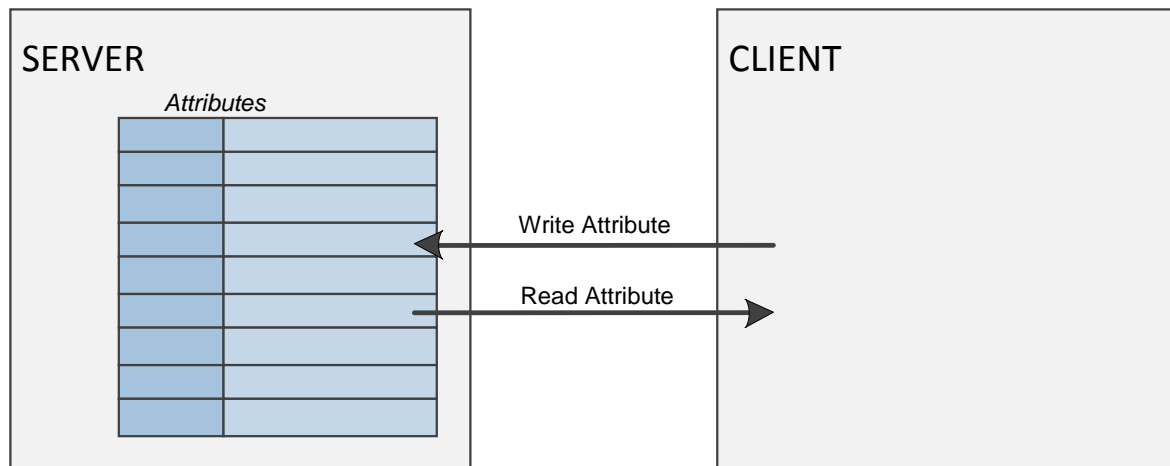 SERVER
CLIENT
Attributes
Write Attribute
Read Attribute